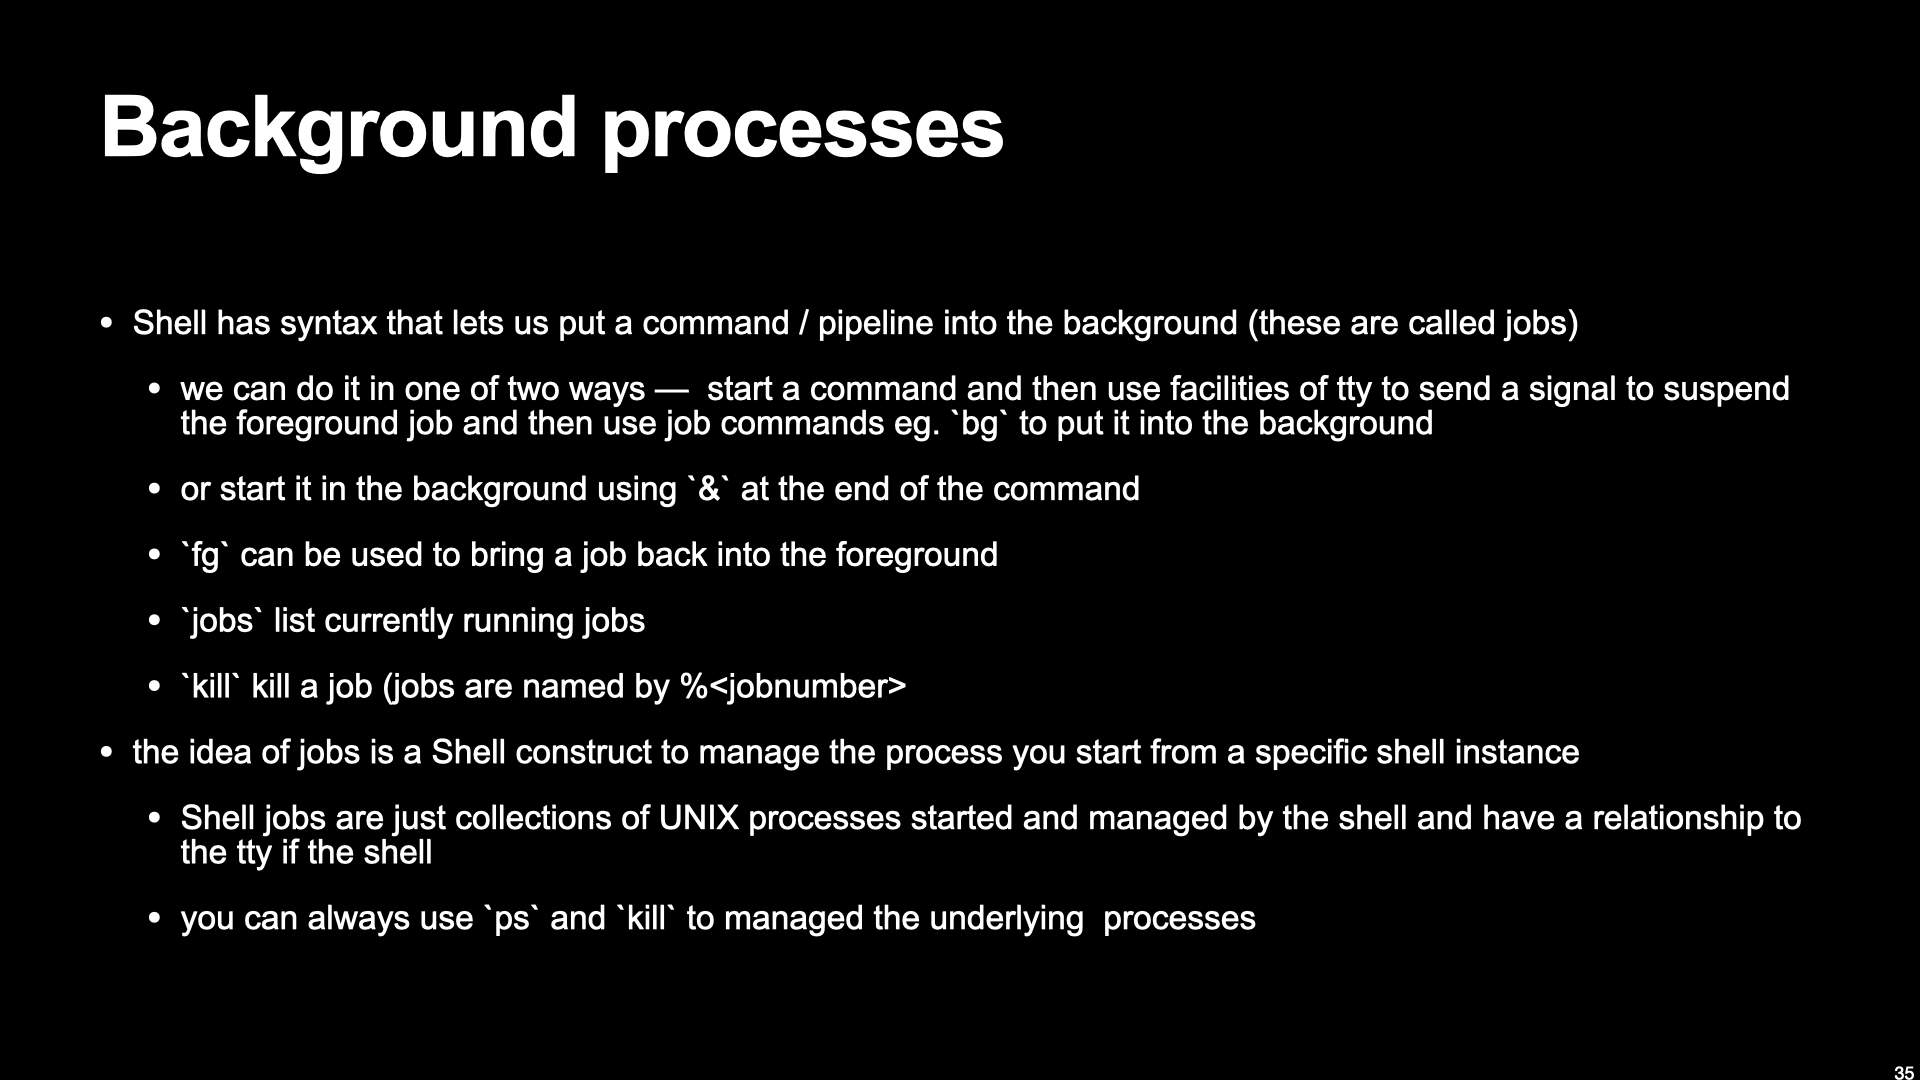 Background processes
• Shell has syntax that lets us put a command / pipeline into the background (these are called jobs)
• we can do it in one of two ways —  start a command and then use facilities of tty to send a signal to suspend
the foreground job and then use job commands eg. `bg` to put it into the background
• or start it in the background using `&` at the end of the command
• `fg` can be used to bring a job back into the foreground
• `jobs` list currently running jobs
• `kill` kill a job (jobs are named by %<jobnumber>
• the idea of jobs is a Shell construct to manage the process you start from a specific shell instance
• Shell jobs are just collections of UNIX processes started and managed by the shell and have a relationship to
the tty if the shell
• you can always use `ps` and `kill` to managed the underlying  processes
35